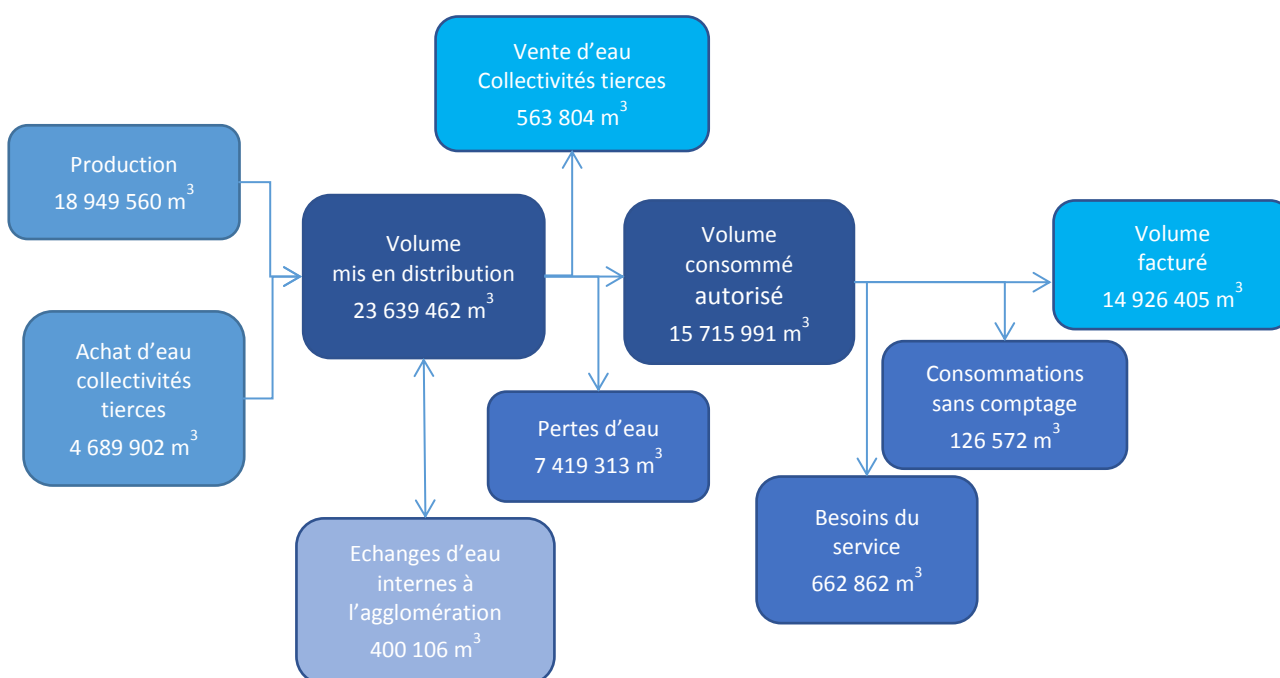 Vente d'eau
Collectivités tierces
563 804 m³
Production
18 949 560 m³
Volume
mis en distribution
23 639 462 m³
Volume
consommé
autorisé
15 715 991 m³
Volume
facturé
14 926 405 m³
Achat d'eau
collectivités
tierces
4 689 902 m³
Pertes d'eau
7 419 313 m³
Consommations
sans comptage
126 572 m³
Echanges d'eau
internes à
l'agglomération
400 106 m³
Besoins du
service
662 862 m³